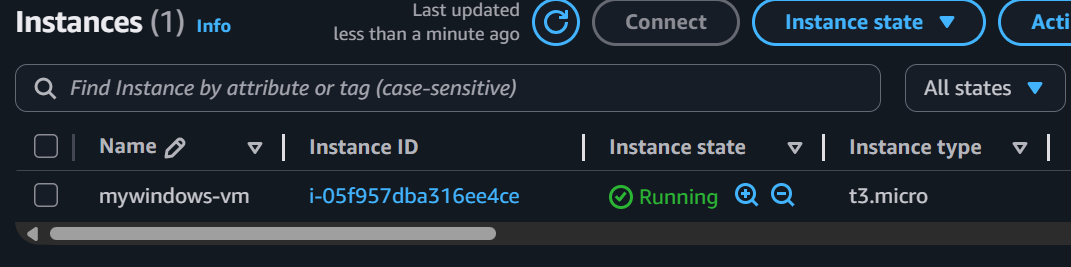 Instances (1) Info
Last updated
less than a minute ago
Connect
Instance state
Acti
Find Instance by attribute or tag (case-sensitive)
All states
Name Instance ID Instance state Instance type
mywindows-vm i-05f957dba316ee4ce Running t3.micro